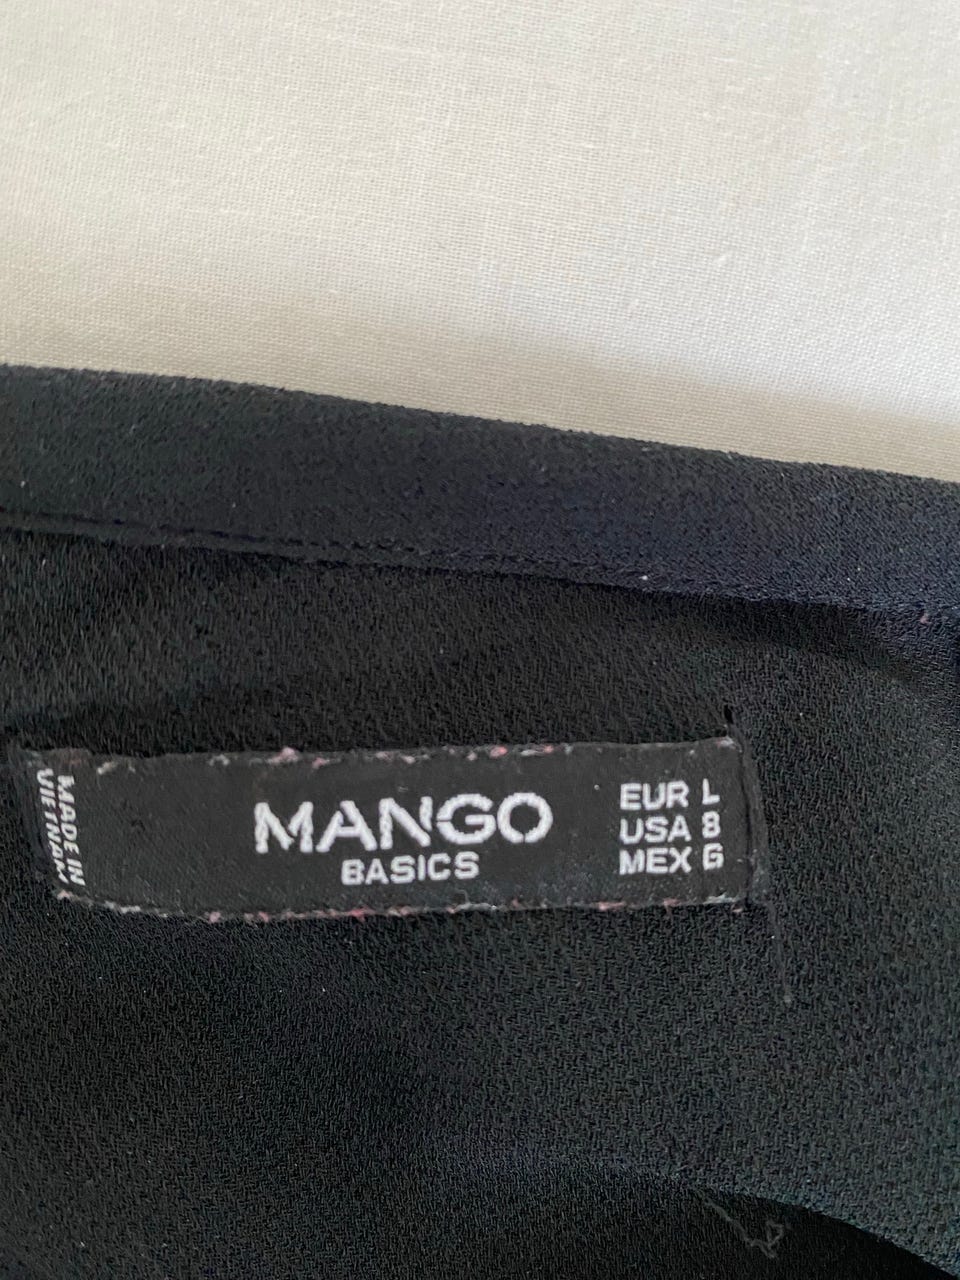 MADE IN
VIETNAM
MANGO
BASICS
EUR L
USA 8
MEX G